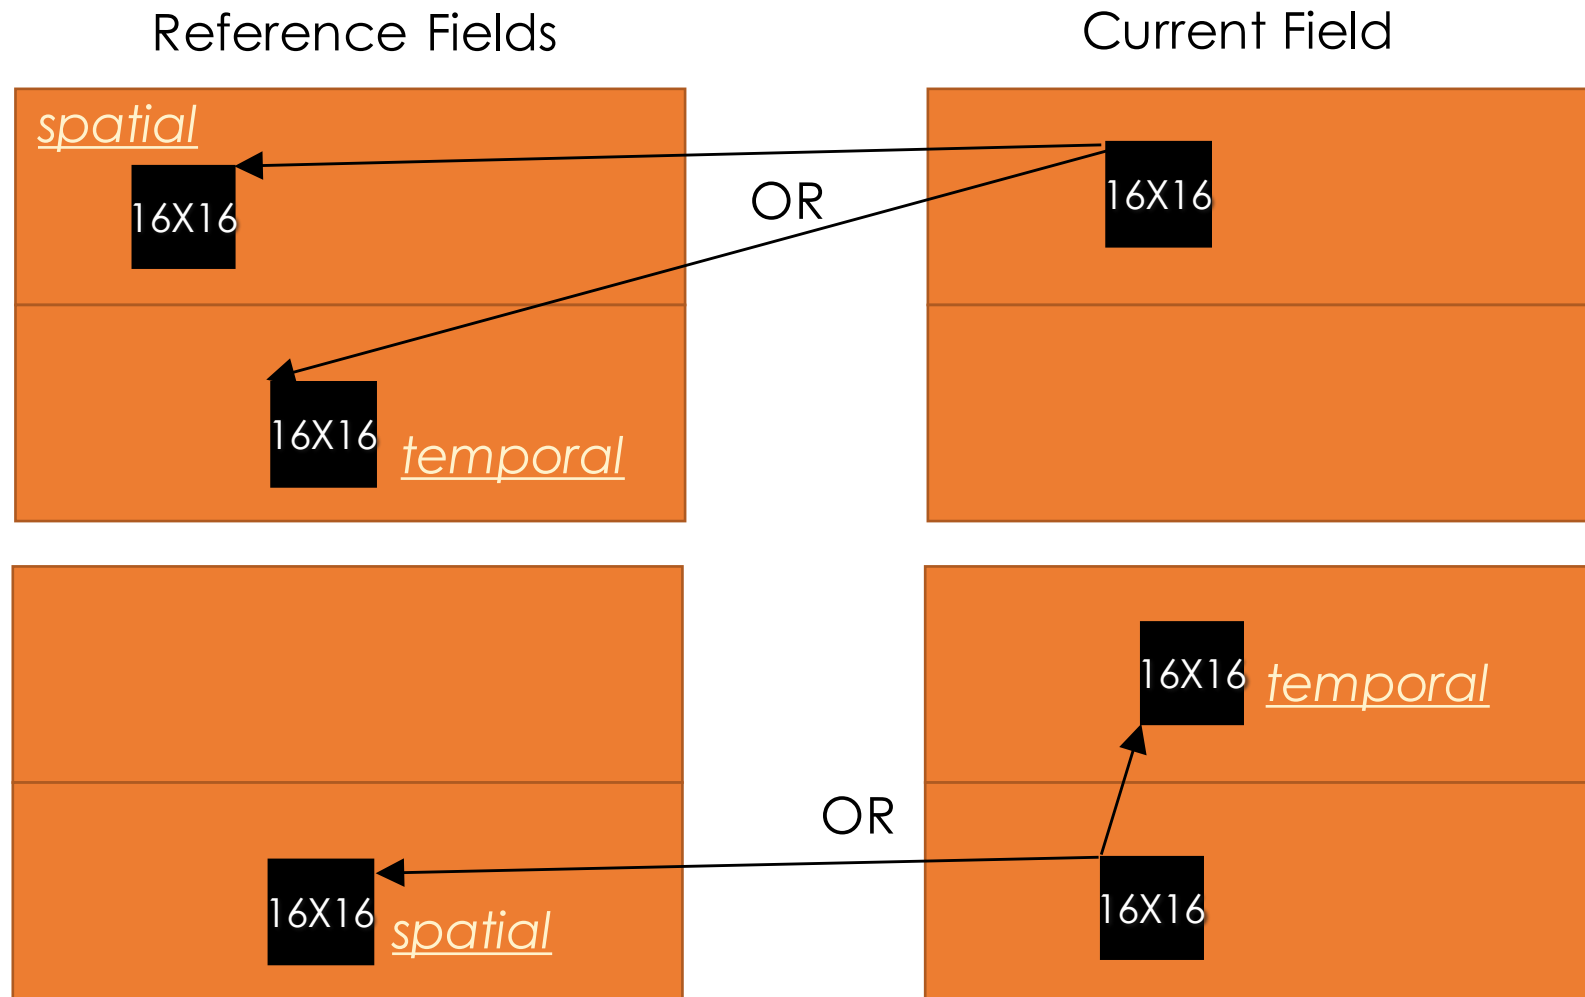 Reference Fields
Current Field
spatial
16X16
OR
16X16
16X16
temporal
16X16
temporal
OR
16X16
spatial
16X16